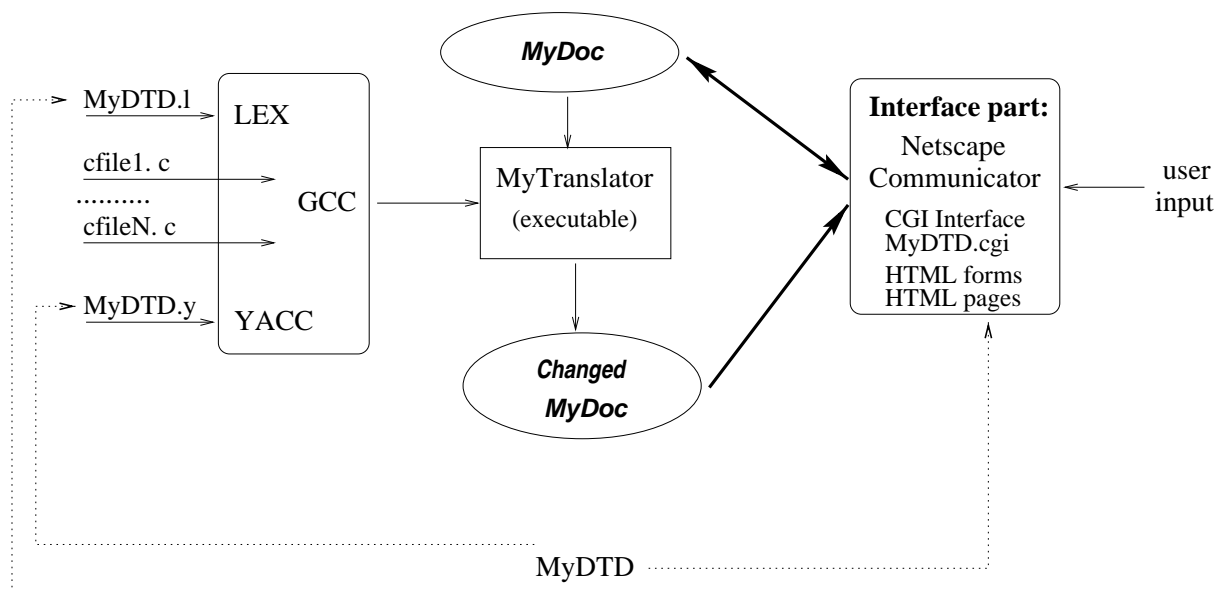 MyDTD.l
LEX
cfile1. c
..........
cfileN. c
GCC
MyDTD.y
YACC
MyDoc
MyTranslator
(executable)
Changed
MyDoc
Interface part:
Netscape
Communicator
CGI Interface
MyDTD.cgi
HTML forms
HTML pages
user
input
MyDTD